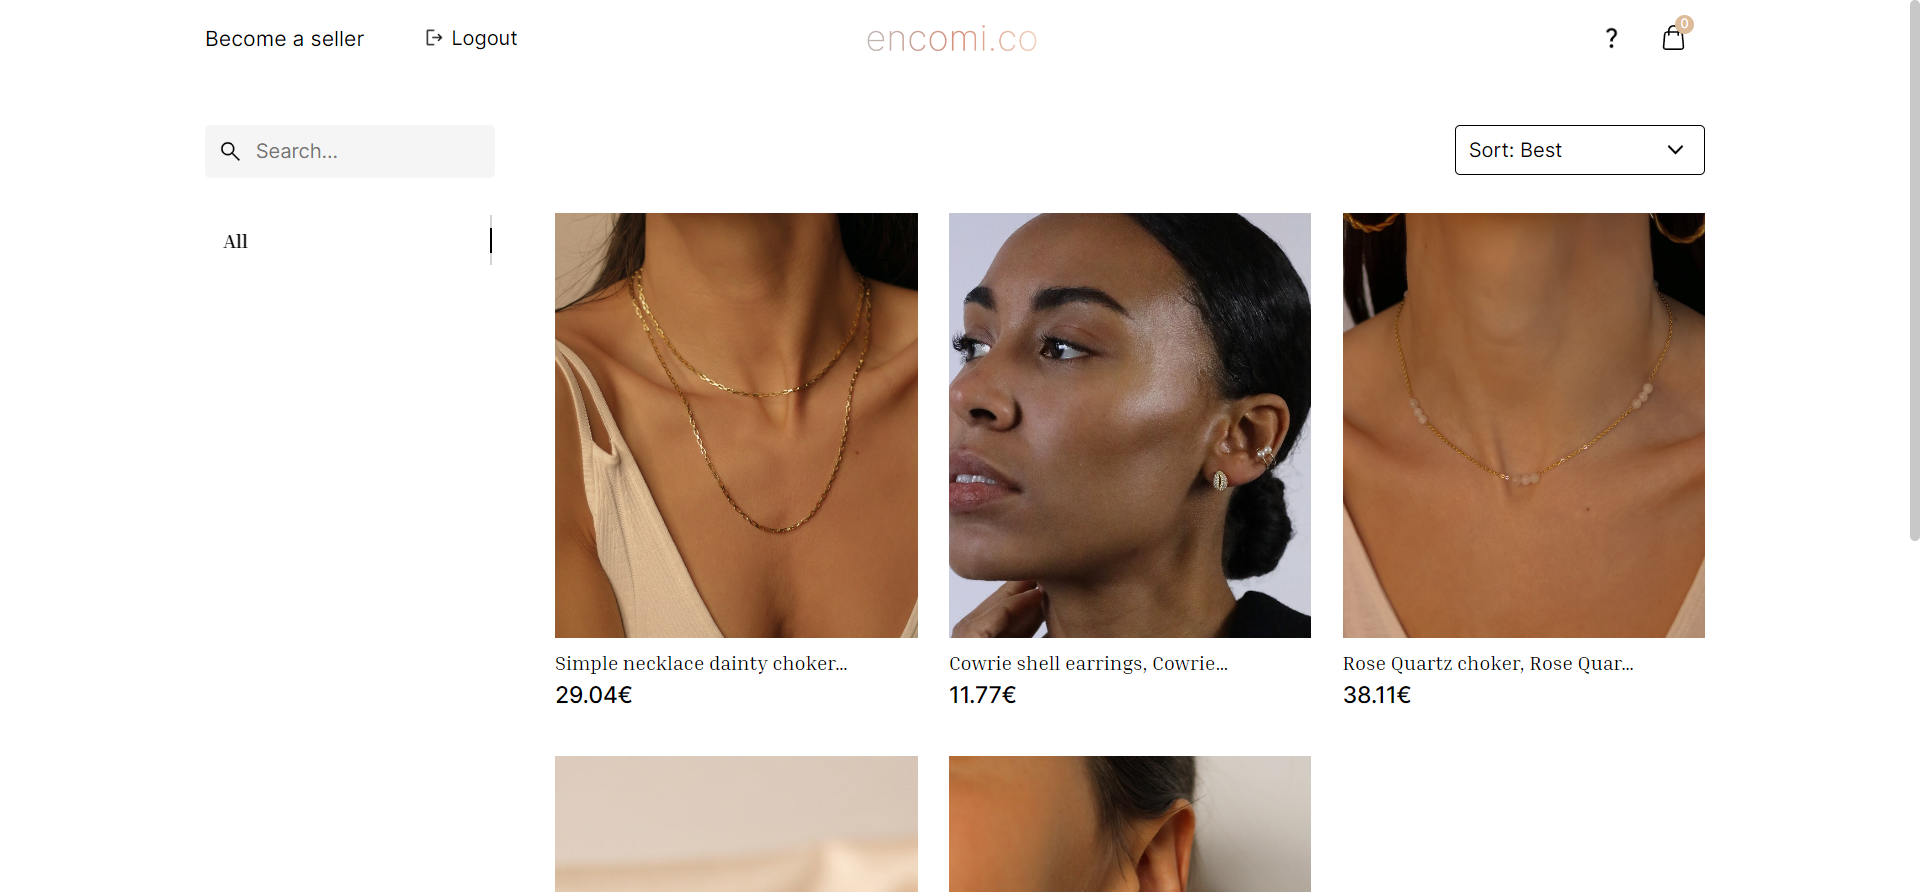 Become a seller
Logout
encomi.co
?
0
Search...
Sort: Best
All
Simple necklace dainty choker...
29.04€
Cowrie shell earrings, Cowrie...
11.77€
Rose Quartz choker, Rose Quar...
38.11€